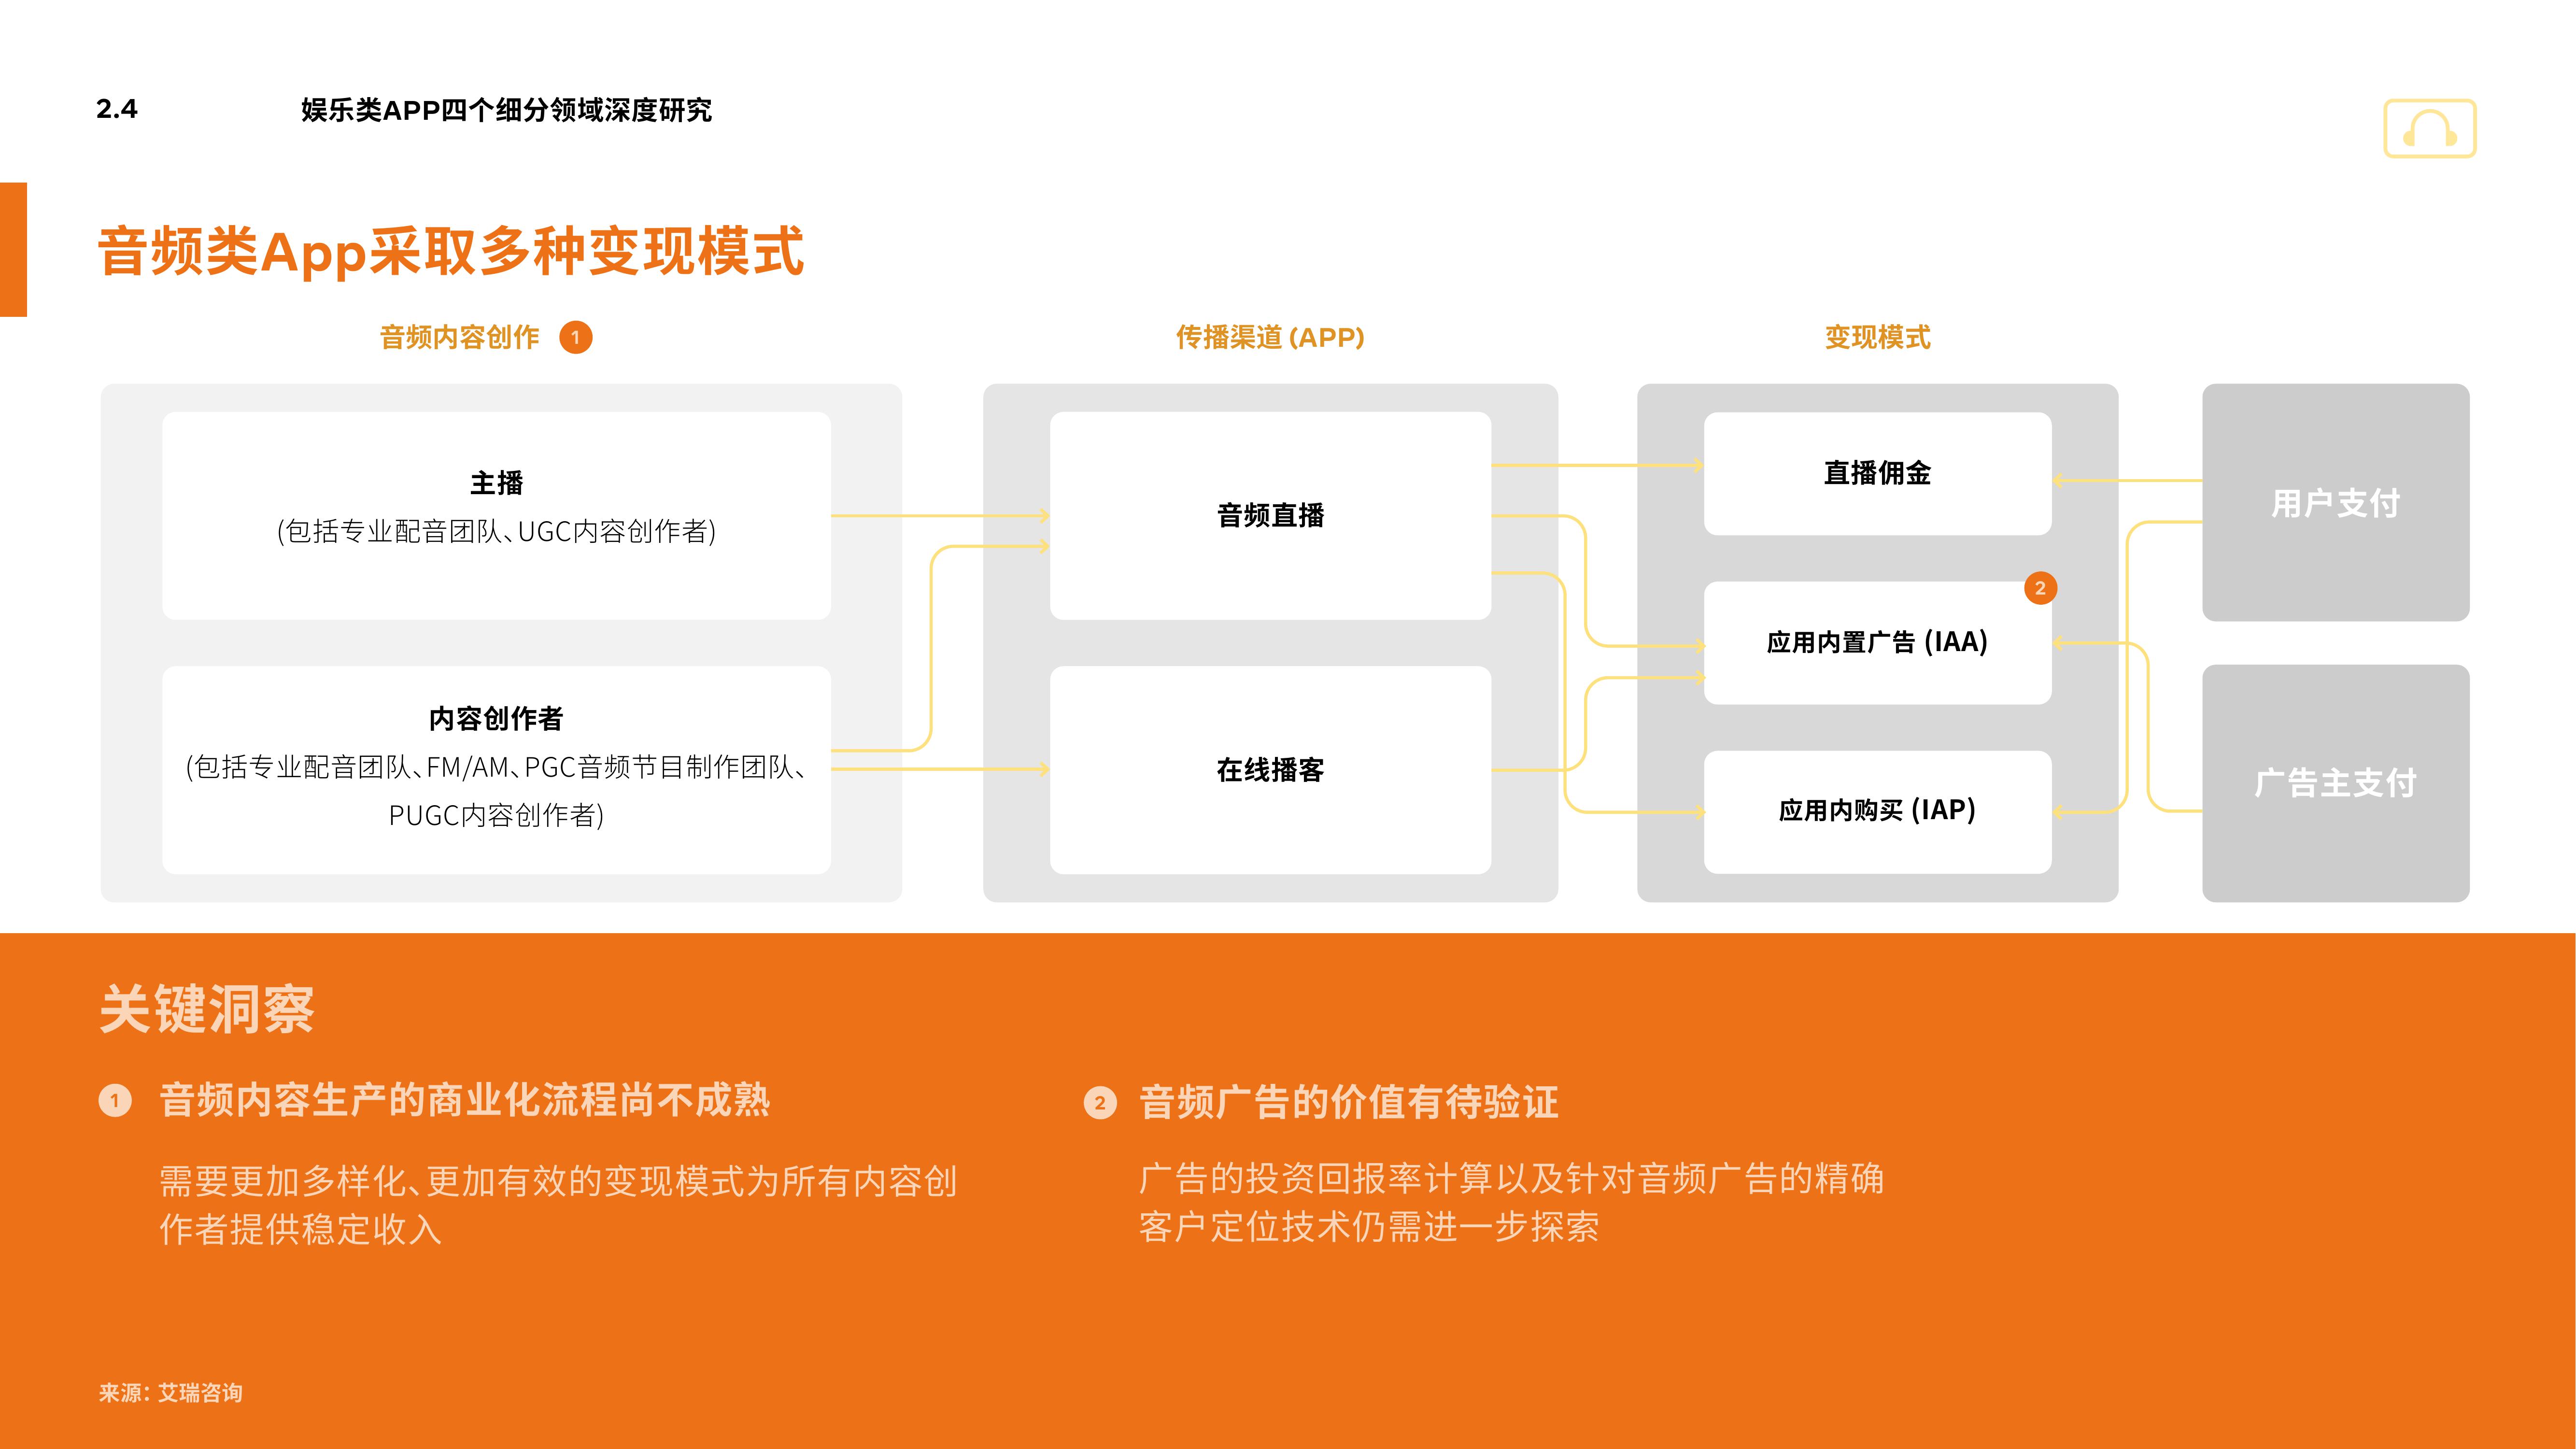 2.4 娱乐类APP四个细分领域深度研究
音频类App采取多种变现模式
音频内容创作 1
传播渠道 (APP)
变现模式
主播
(包括专业配音团队、UGC内容创作者)
内容创作者
(包括专业配音团队、FM/AM、PGC音频节目制作团队、
PUGC内容创作者)
音频直播
在线播客
直播佣金
2
应用内置广告 (IAA)
应用内购买 (IAP)
用户支付
广告主支付
关键洞察
1 音频内容生产的商业化流程尚不成熟
需要更加多样化、更加有效的变现模式为所有内容创
作者提供稳定收入
2 音频广告的价值有待验证
广告的投资回报率计算以及针对音频广告的精确
客户定位技术仍需进一步探索
来源：艾瑞咨询